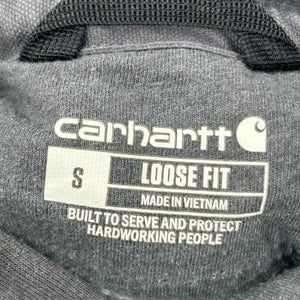 carhartt
S
LOOSE FIT
MADE IN VIETNAM
BUILT TO SERVE AND PROTECT
HARDWORKING PEOPLE